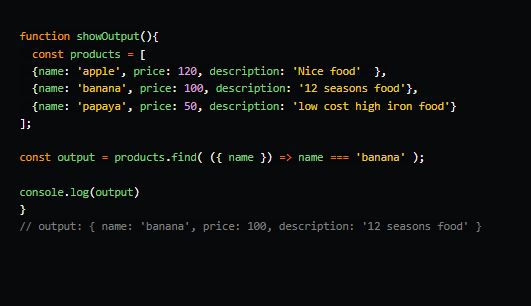 function showOutput(){
const products = [
{name: 'apple', price: 120, description: 'Nice food'  },
{name: 'banana', price: 100, description: '12 seasons food'},
{name: 'papaya', price: 50, description: 'low cost high iron food'}
];
const output = products.find( ({ name }) => name === 'banana' );
console.log(output)
}
// output: { name: 'banana', price: 100, description: '12 seasons food' }